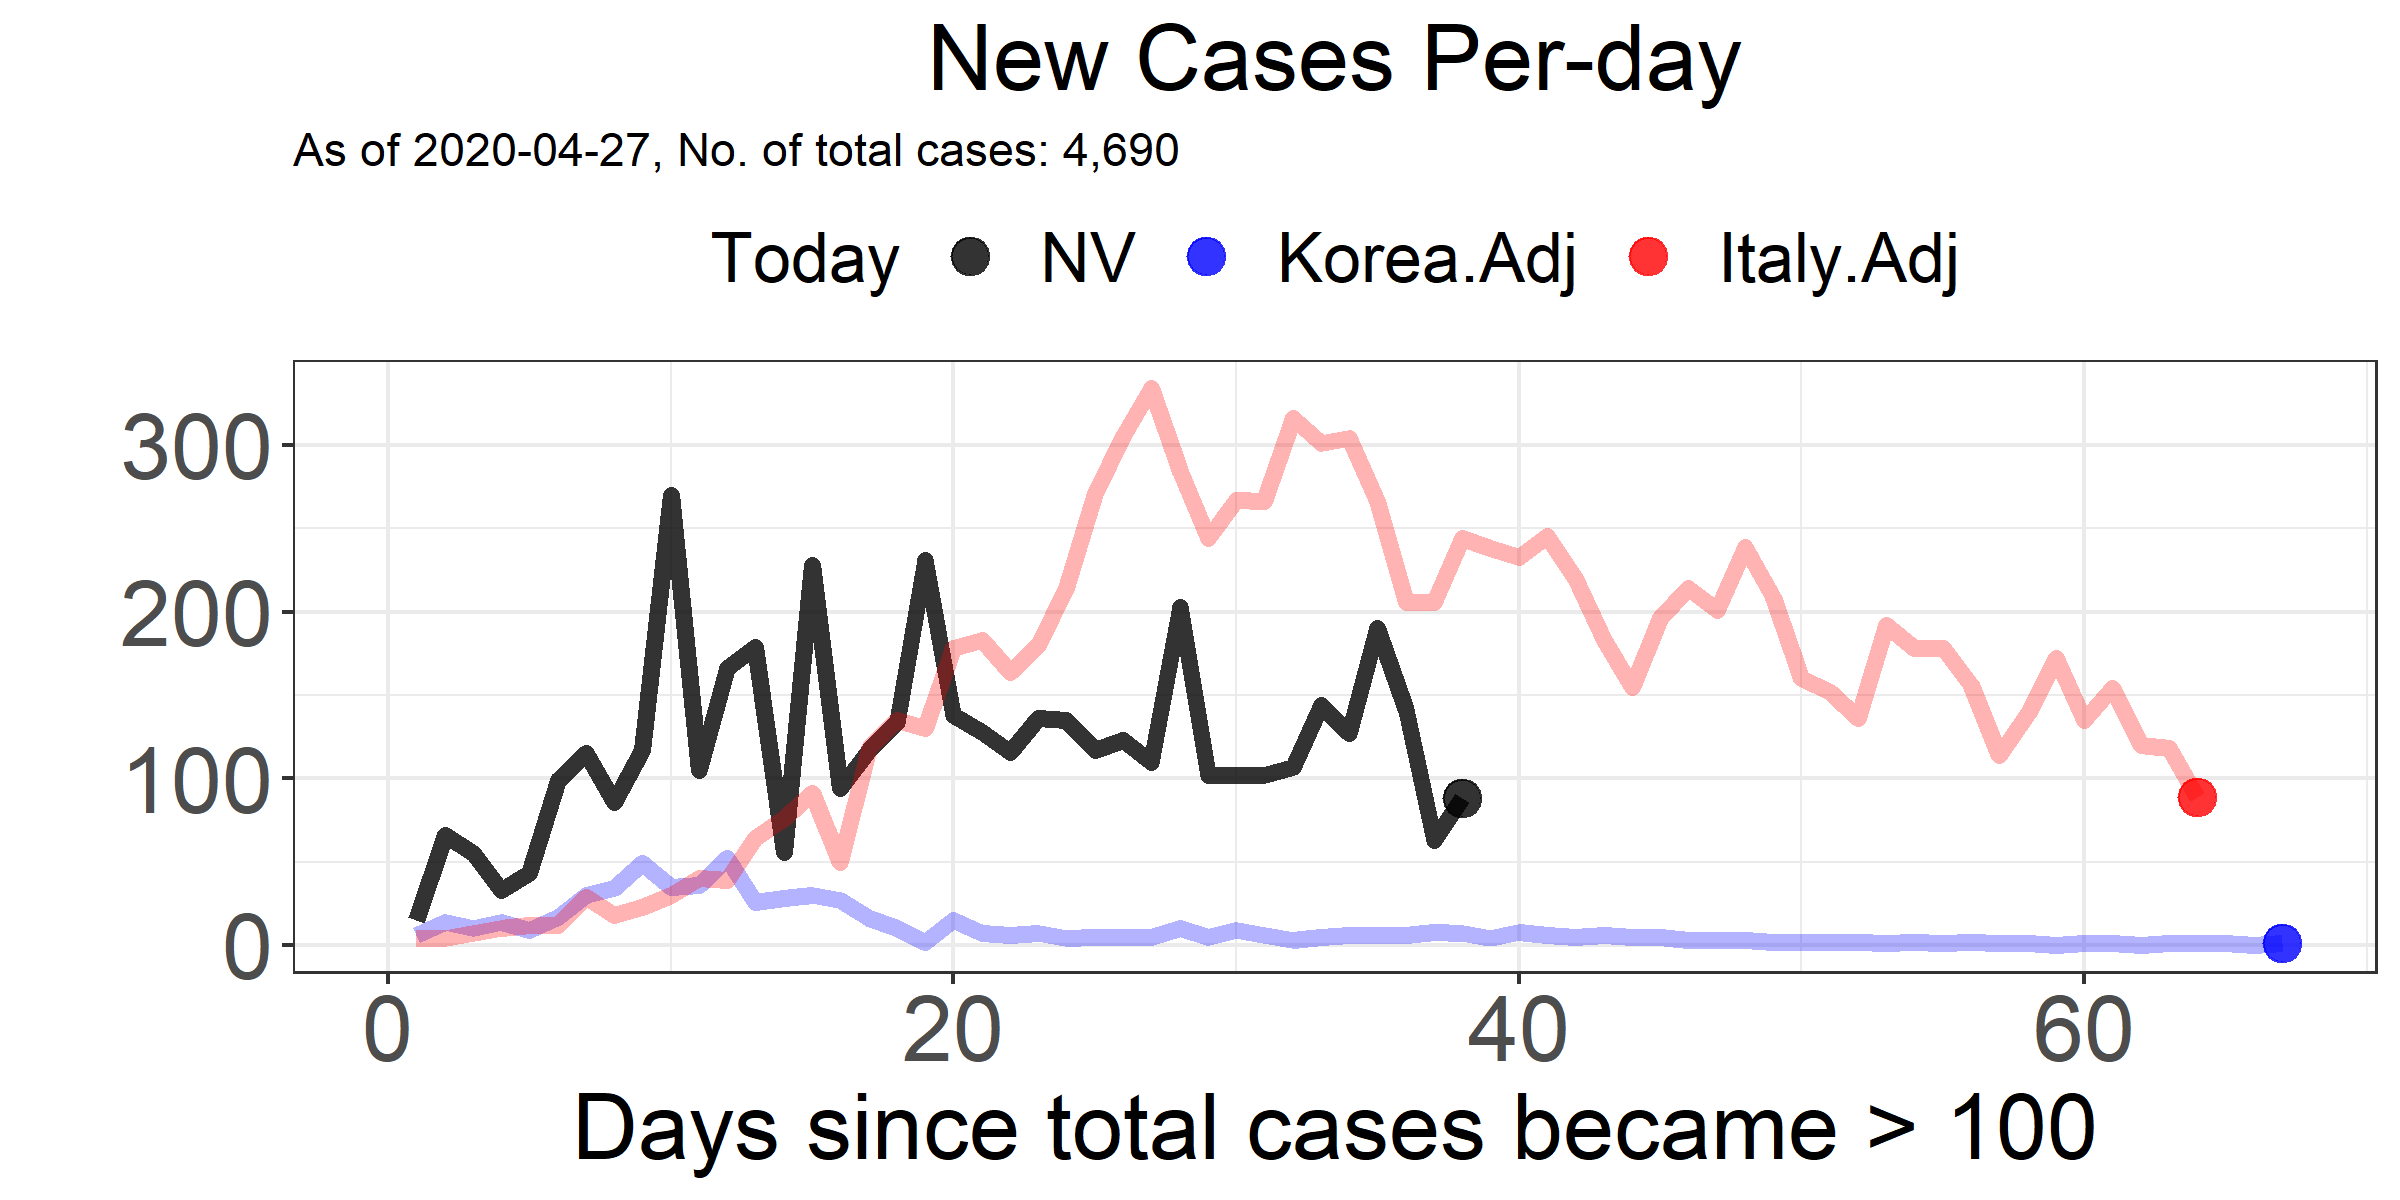 New Cases Per-day
As of 2020-04-27, No. of total cases: 4,690
Today NV Korea.Adj Italy.Adj
300
200
100
0
0 20 40 60
Days since total cases became > 100